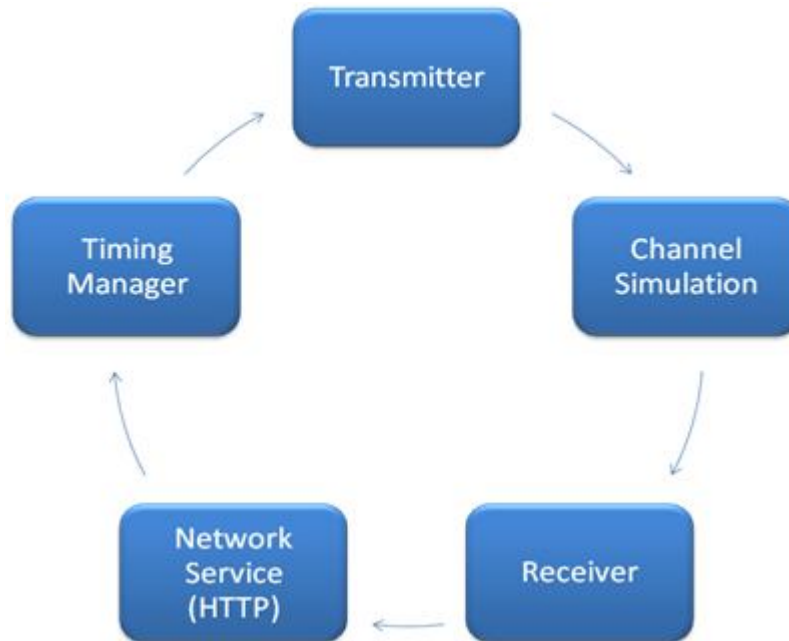 Transmitter
Channel
Simulation
Receiver
Network
Service
(HTTP)
Timing
Manager